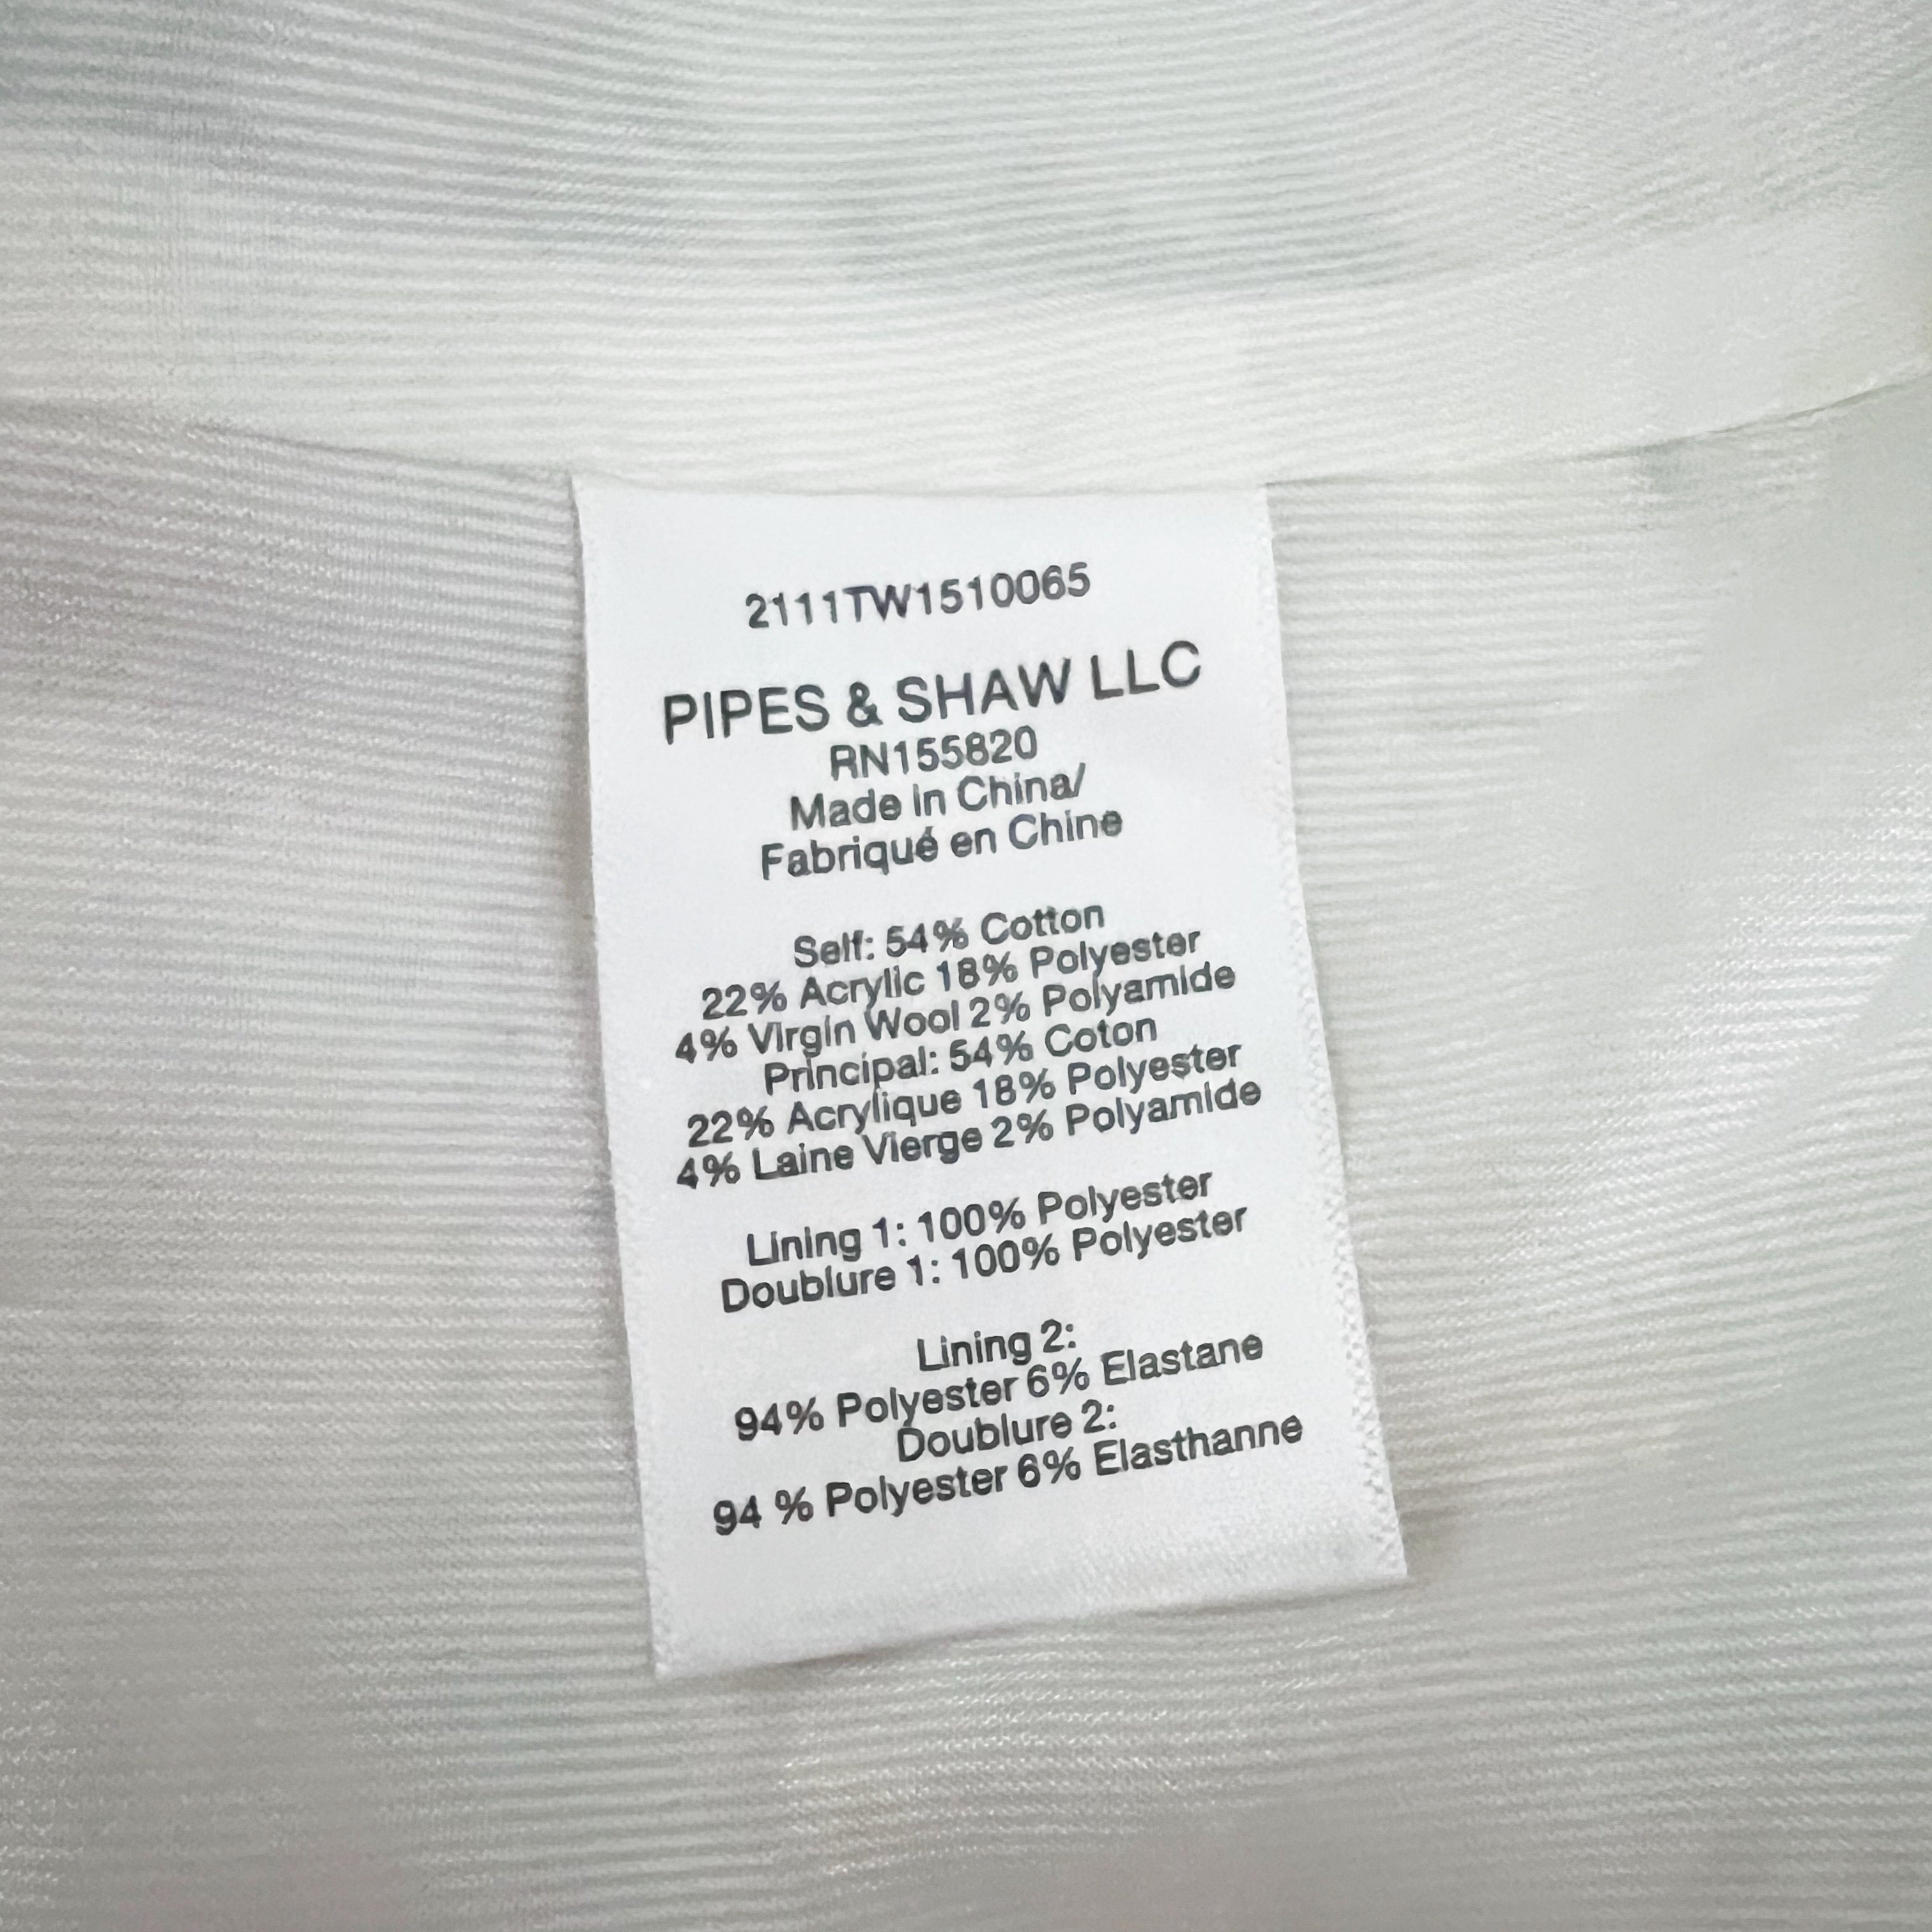 2111TW1510065
PIPES & SHAW LLC
RN155820
Made in China/
Fabriqué en Chine
Self: 54% Cotton
22% Acrylic 18% Polyester
4% Virgin Wool 2% Polyamide
Principal: 54% Coton
22% Acrylique 18% Polyester
4% Laine Vierge 2% Polyamide
Lining 1: 100% Polyester
Doublure 1: 100% Polyester
Lining 2:
94% Polyester 6% Elastane
Doublure 2:
94 % Polyester 6% Elasthanne